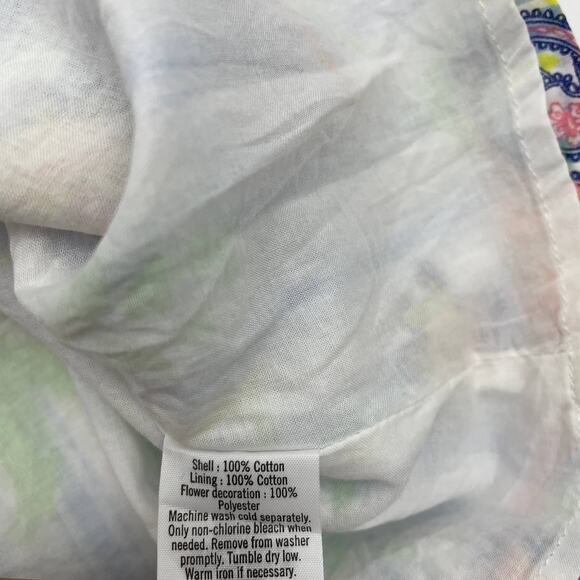 Shell : 100% Cotton
Lining : 100% Cotton
Flower decoration : 100%
Polyester
Machine wash cold separately.
Only non-chlorine bleach when
needed. Remove from washer
promptly. Tumble dry low.
Warm iron if necessary.